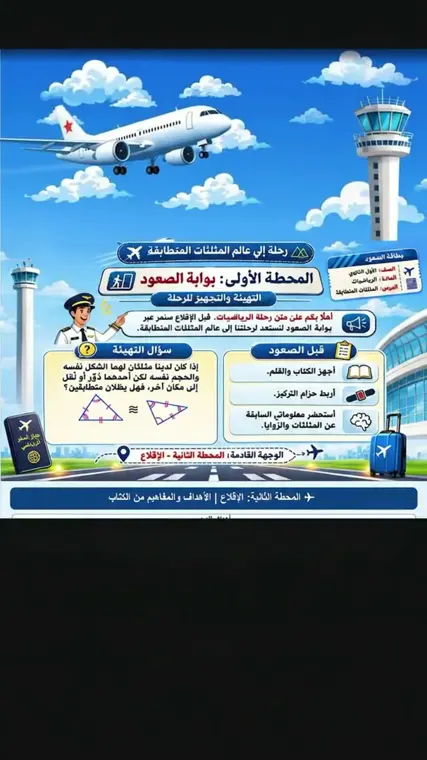 رحلة إلي عالم المثلثات المتطابقة
المحطة الأولى: بوابة الصعود
التهيئة والتجهيز للرحلة
بطاقة الصعود
الصف: الأول الثانوي
المادة: الرياضيات
الدرس: المثلثات المتطابقة
أهلًا بكم على متن رحلة الرياضيات. قبل الإقلاع سنمر عبر
بوابة الصعود لنستعد لرحلتنا إلى عالم المثلثات المتطابقة.
قبل الصعود
أجهز الكتاب والقلم.
أربط حزام التركيز.
أستحضر معلوماتي السابقة
عن المثلثات والزوايا.
سؤال التهيئة
?
إذا كان لدينا مثلثان لهما الشكل نفسه
والحجم نفسه لكن أحدهما دُوّر أو نُقل
إلى مكان آخر، فهل يظلان متطابقين؟
≅
جواز السفر
الرياضي
الوجهة القادمة: المحطة الثانية - الإقلاع
المحطة الثانية: الإقلاع | الأهداف والمفاهيم من الكتاب